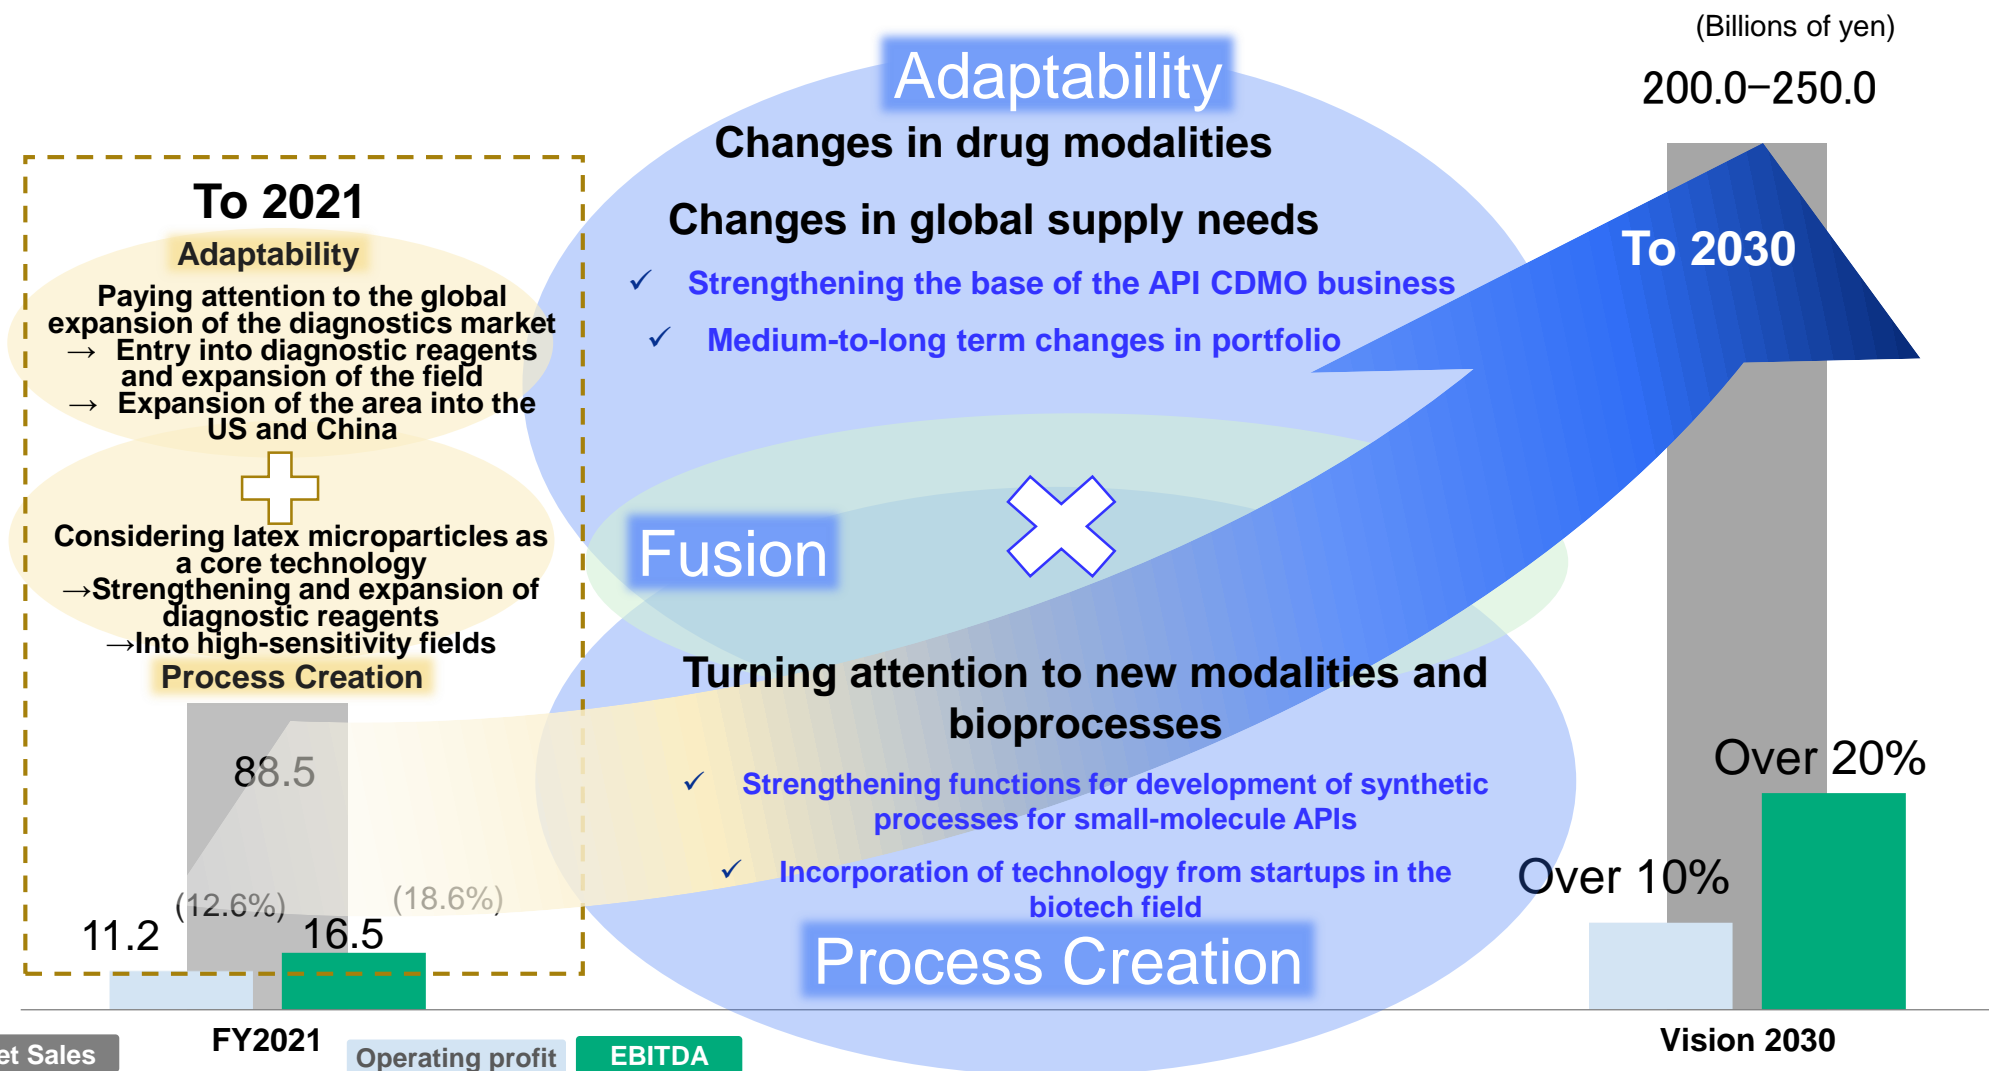 (Billions of yen)
200.0-250.0
Adaptability
Changes in drug modalities
Changes in global supply needs
✓ Strengthening the base of the API CDMO business
✓ Medium-to-long term changes in portfolio
To 2030
To 2021
Adaptability
Paying attention to the global
expansion of the diagnostics market
→ Entry into diagnostic reagents
and expansion of the field
→ Expansion of the area into the
US and China
Considering latex microparticles as
a core technology
→Strengthening and expansion of
diagnostic reagents
→Into high-sensitivity fields
Process Creation
Fusion
Turning attention to new modalities and
bioprocesses
✓ Strengthening functions for development of synthetic
processes for small-molecule APIs
✓ Incorporation of technology from startups in the
biotech field
Process Creation
88.5
11.2
(12.6%)
16.5
(18.6%)
Over 10%
Over 20%
FY2021
Vision 2030
et Sales
Operating profit
EBITDA